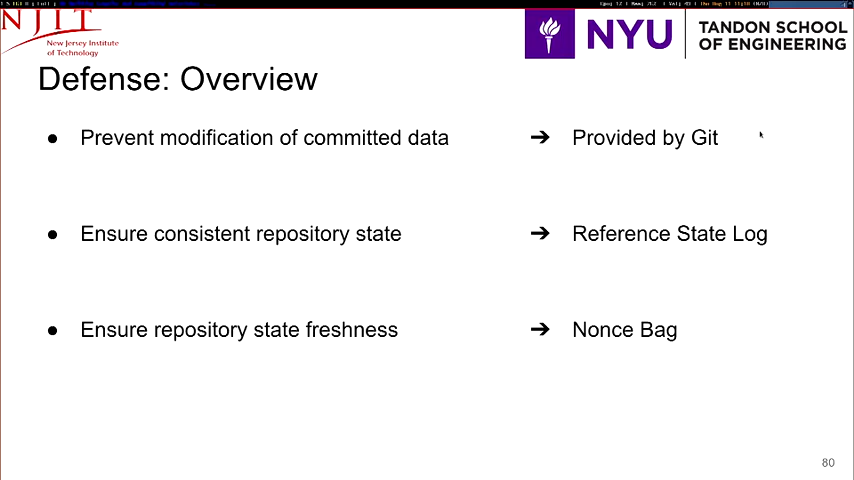 NJIT
New Jersey Institute
of Technology
NYU
TANDON SCHOOL
OF ENGINEERING
Defense: Overview
● Prevent modification of committed data ➔ Provided by Git
● Ensure consistent repository state ➔ Reference State Log
● Ensure repository state freshness ➔ Nonce Bag
80